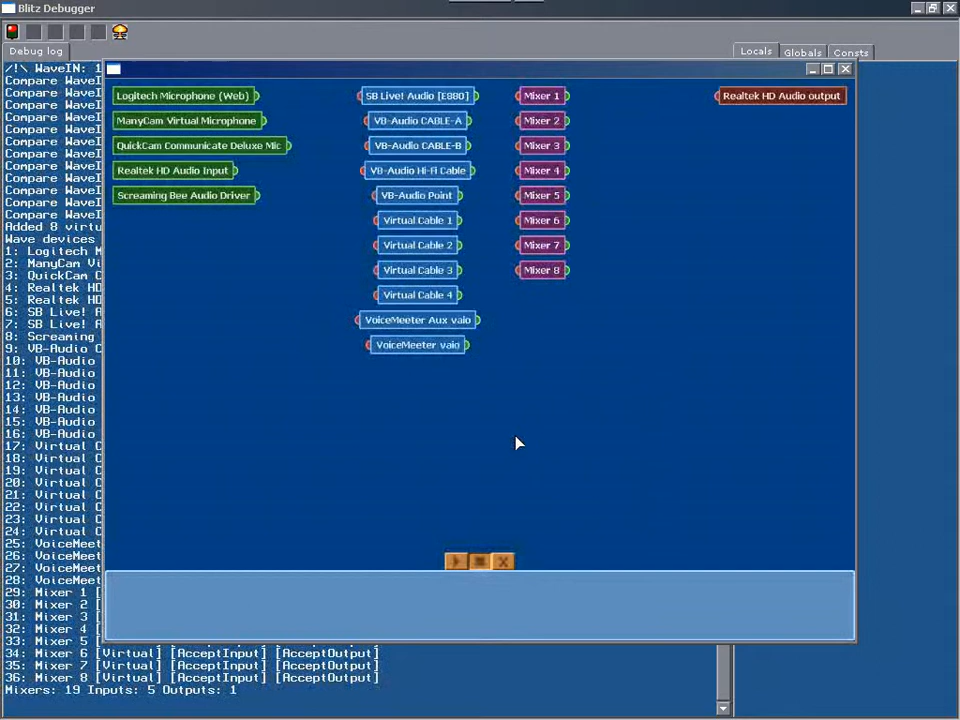 Blitz Debugger
Debug log
Locals
Globals
Consts
/!\ WaveIN: 1
Compare WaveI
Compare WaveI
Compare WaveI
Compare WaveI
Compare WaveI
Compare WaveI
Compare WaveI
Compare WaveI
Compare WaveI
Compare WaveI
Compare WaveI
Compare WaveI
Added 8 virtu
Wave devices
1: Logitech M
2: ManyCam Vi
3: QuickCam C
4: Realtek HD
5: Realtek HD
6: SB Live! A
7: SB Live! A
8: Screaming
9: VB-Audio C
10: VB-Audio
11: VB-Audio
12: VB-Audio
13: VB-Audio
14: VB-Audio
15: VB-Audio
16: VB-Audio
17: Virtual C
18: Virtual C
19: Virtual C
20: Virtual C
21: Virtual C
22: Virtual C
23: Virtual C
24: Virtual C
25: VoiceMeet
26: VoiceMeet
27: VoiceMeet
28: VoiceMeet
29: Mixer 1 [
30: Mixer 2 [
31: Mixer 3 [
32: Mixer 4 [
33: Mixer 5 [
34: Mixer 6 [Virtual] [AcceptInput] [AcceptOutput]
35: Mixer 7 [Virtual] [AcceptInput] [AcceptOutput]
36: Mixer 8 [Virtual] [AcceptInput] [AcceptOutput]
Mixers: 19 Inputs: 5 Outputs: 1
Logitech Microphone (Web)
ManyCam Virtual Microphone
QuickCam Communicate Deluxe Mic
Realtek HD Audio Input
Screaming Bee Audio Driver
SB Live! Audio [E880]
VB-Audio CABLE-A
VB-Audio CABLE-B
VB-Audio Hi-Fi Cable
VB-Audio Point
Virtual Cable 1
Virtual Cable 2
Virtual Cable 3
Virtual Cable 4
VoiceMeeter Aux vaio
VoiceMeeter vaio
Mixer 1
Mixer 2
Mixer 3
Mixer 4
Mixer 5
Mixer 6
Mixer 7
Mixer 8
Realtek HD Audio output